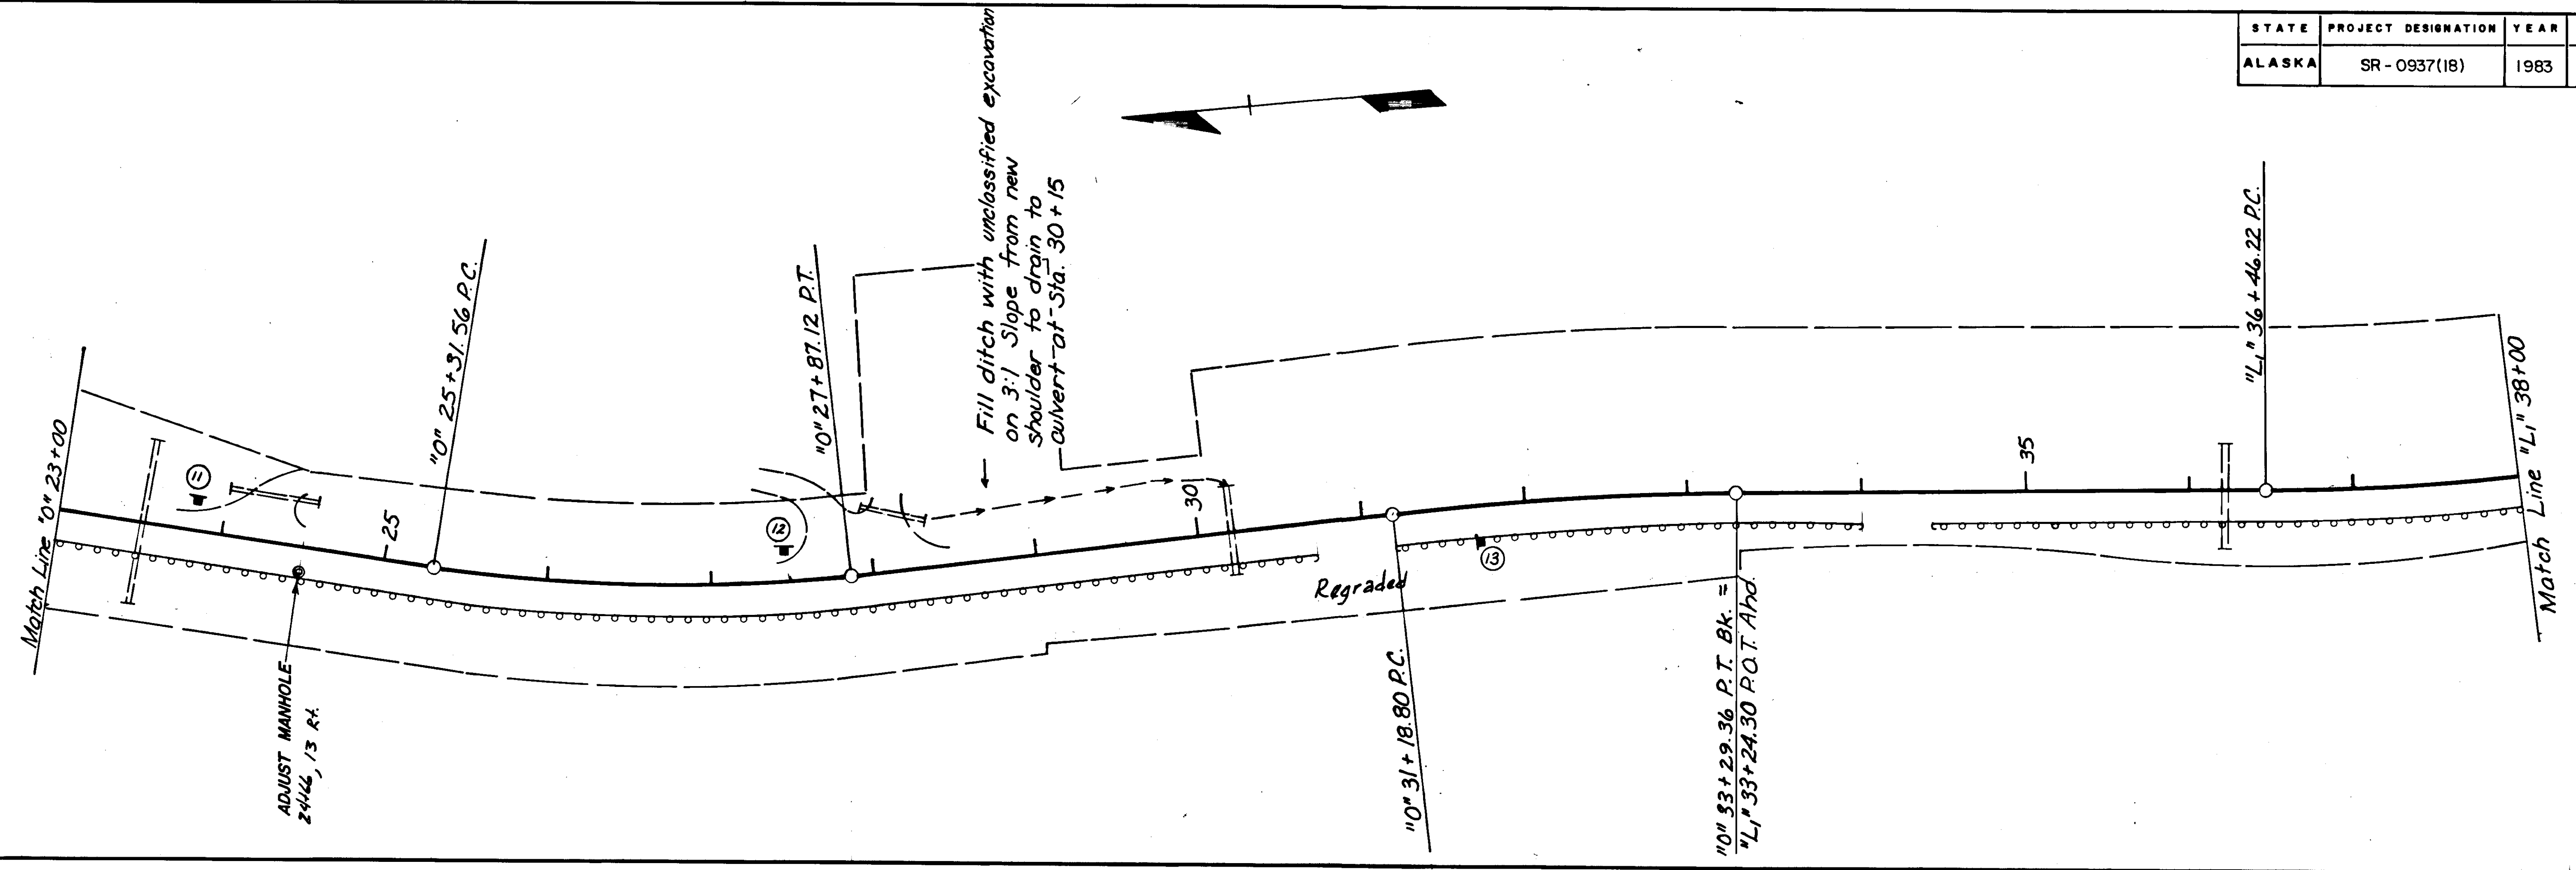 STATE PROJECT DESIGNATION YEAR
ALASKA SR-0937(18) 1983
Fill ditch with unclassified excavation
on 3:1 Slope from new
shoulder to drain to
culvert at Sta. 30+15
Match Line "O" 23+00
11
25
"O" 25+31.56 P.C.
ADJUST MANHOLE
24+66, 13 Rt.
12
"O" 27+87.12 P.T.
30
Regraded
"O" 31+18.80 P.C.
13
"O" 33+29.36 P.T. Bk. =
"L1" 33+24.30 P.O.T. Ahd.
35
"L1" 36+46.22 P.C.
Match Line "L1" 38+00